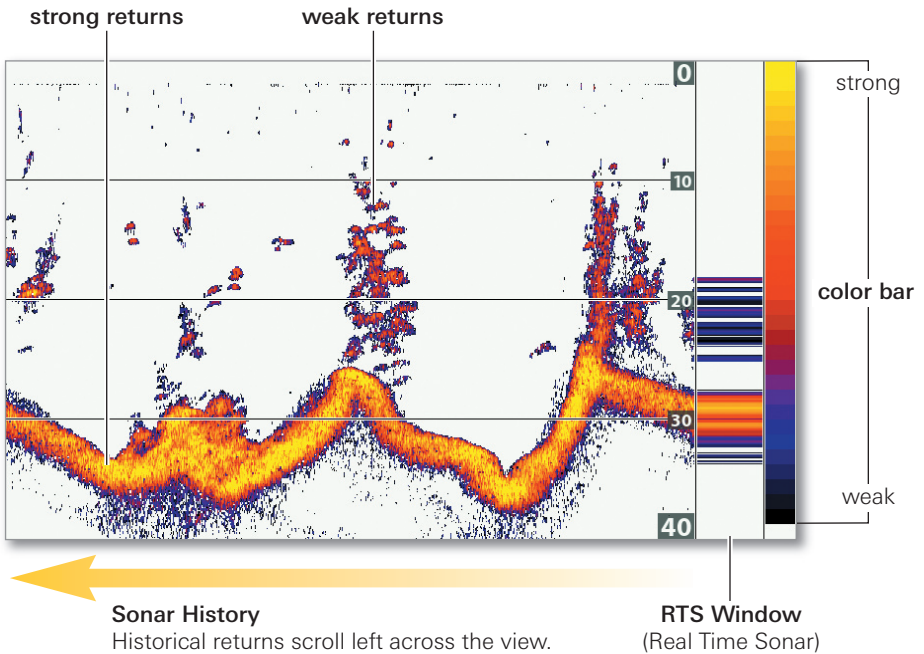 strong returns
weak returns
0
strong
10
20
color bar
30
weak
40
Sonar History
Historical returns scroll left across the view.
RTS Window
(Real Time Sonar)